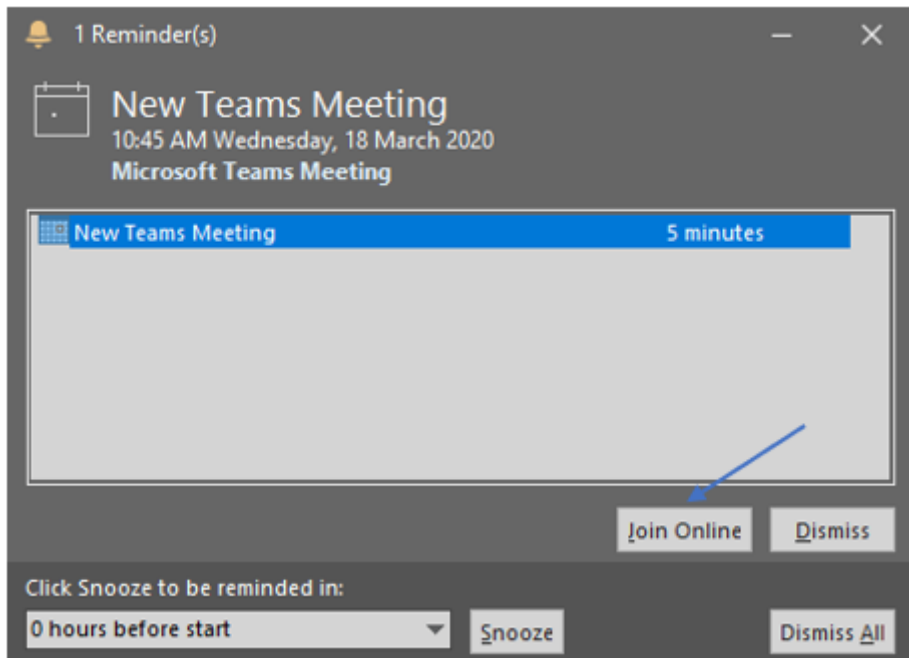 1 Reminder(s)
New Teams Meeting
10:45 AM Wednesday, 18 March 2020
Microsoft Teams Meeting
New Teams Meeting 5 minutes
Join Online Dismiss
Click Snooze to be reminded in:
0 hours before start Snooze Dismiss All